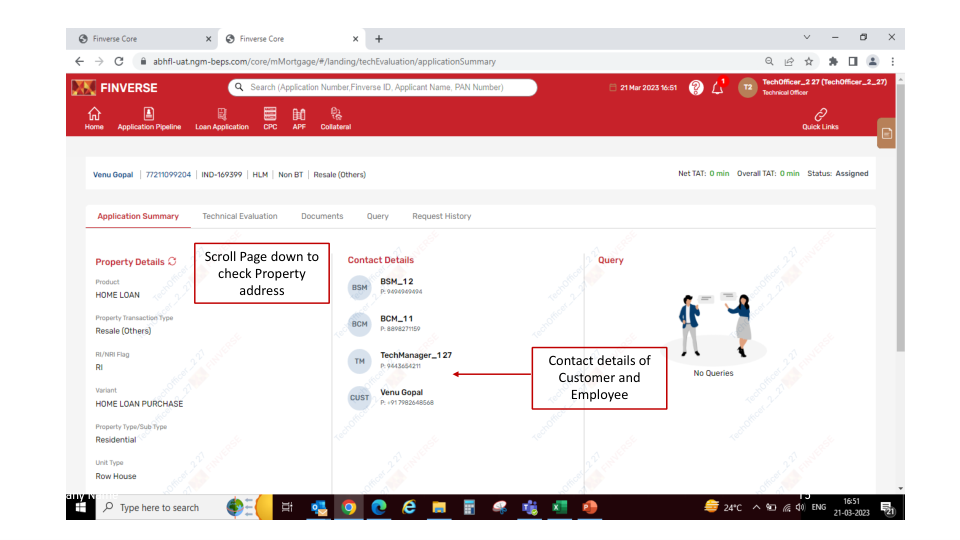 Finverse Core
Finverse Core
abhfl-uat.ngm-beps.com/core/mMortgage/#/landing/techEvaluation/applicationSummary
FINVERSE
Search (Application Number,Finverse ID, Applicant Name, PAN Number)
21 Mar 2023 16:51
1
T2
TechOfficer_2 27 (TechOfficer_2_27)
Technical Officer
Home
Application Pipeline
Loan Application
CPC
APF
Collateral
Quick Links
Venu Gopal | 77211099204 | IND-169399 | HLM | Non BT | Resale (Others)
Net TAT: 0 min Overall TAT: 0 min Status: Assigned
Application Summary
Technical Evaluation
Documents
Query
Request History
Property Details
Product
HOME LOAN
Property Transaction Type
Resale (Others)
RI/NRI Flag
RI
Variant
HOME LOAN PURCHASE
Property Type/Sub Type
Residential
Unit Type
Row House
Scroll Page down to
check Property
address
Contact Details
BSM
BSM_1 2
P: 9494949494
BCM
BCM_1 1
P: 8898271159
TM
TechManager_1 27
P: 9443654211
CUST
Venu Gopal
P: +91 7982648568
Contact details of
Customer and
Employee
Query
No Queries
Type here to search
24°C
ENG
16:51
21-03-2023
21